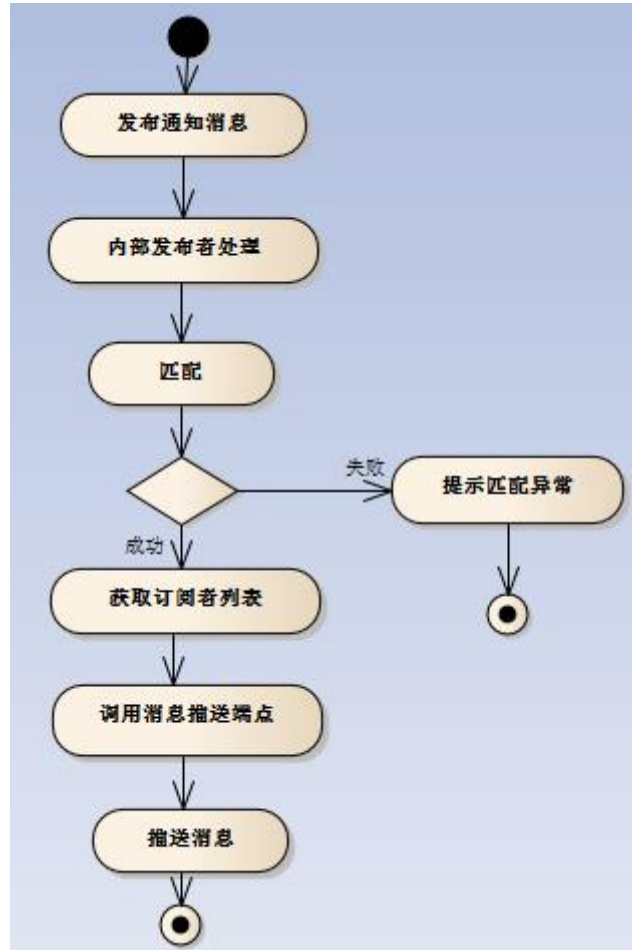 发布通知消息
内部发布者处理
匹配
失败
提示匹配异常
成功
获取订阅者列表
调用消息推送端点
推送消息